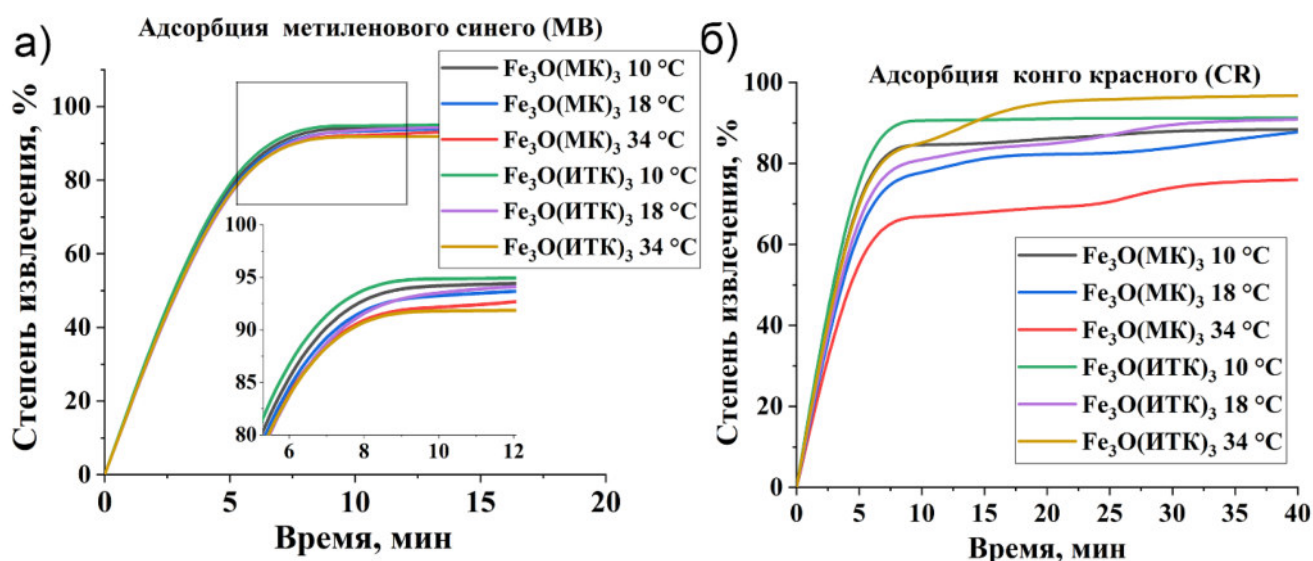 а)
Адсорбция метиленового синего (МВ)
Степень извлечения, %
100
80
60
40
20
0
0 5 10 15 20
Время, мин
Fe₃O(МК)₃ 10 °C
Fe₃O(МК)₃ 18 °C
Fe₃O(МК)₃ 34 °C
Fe₃O(ИТК)₃ 10 °C
Fe₃O(ИТК)₃ 18 °C
Fe₃O(ИТК)₃ 34 °C
100
95
90
85
80
6 8 10 12
б)
Адсорбция конго красного (CR)
Степень извлечения, %
100
80
60
40
20
0
0 5 10 15 20 25 30 35 40
Время, мин
Fe₃O(МК)₃ 10 °C
Fe₃O(МК)₃ 18 °C
Fe₃O(МК)₃ 34 °C
Fe₃O(ИТК)₃ 10 °C
Fe₃O(ИТК)₃ 18 °C
Fe₃O(ИТК)₃ 34 °C